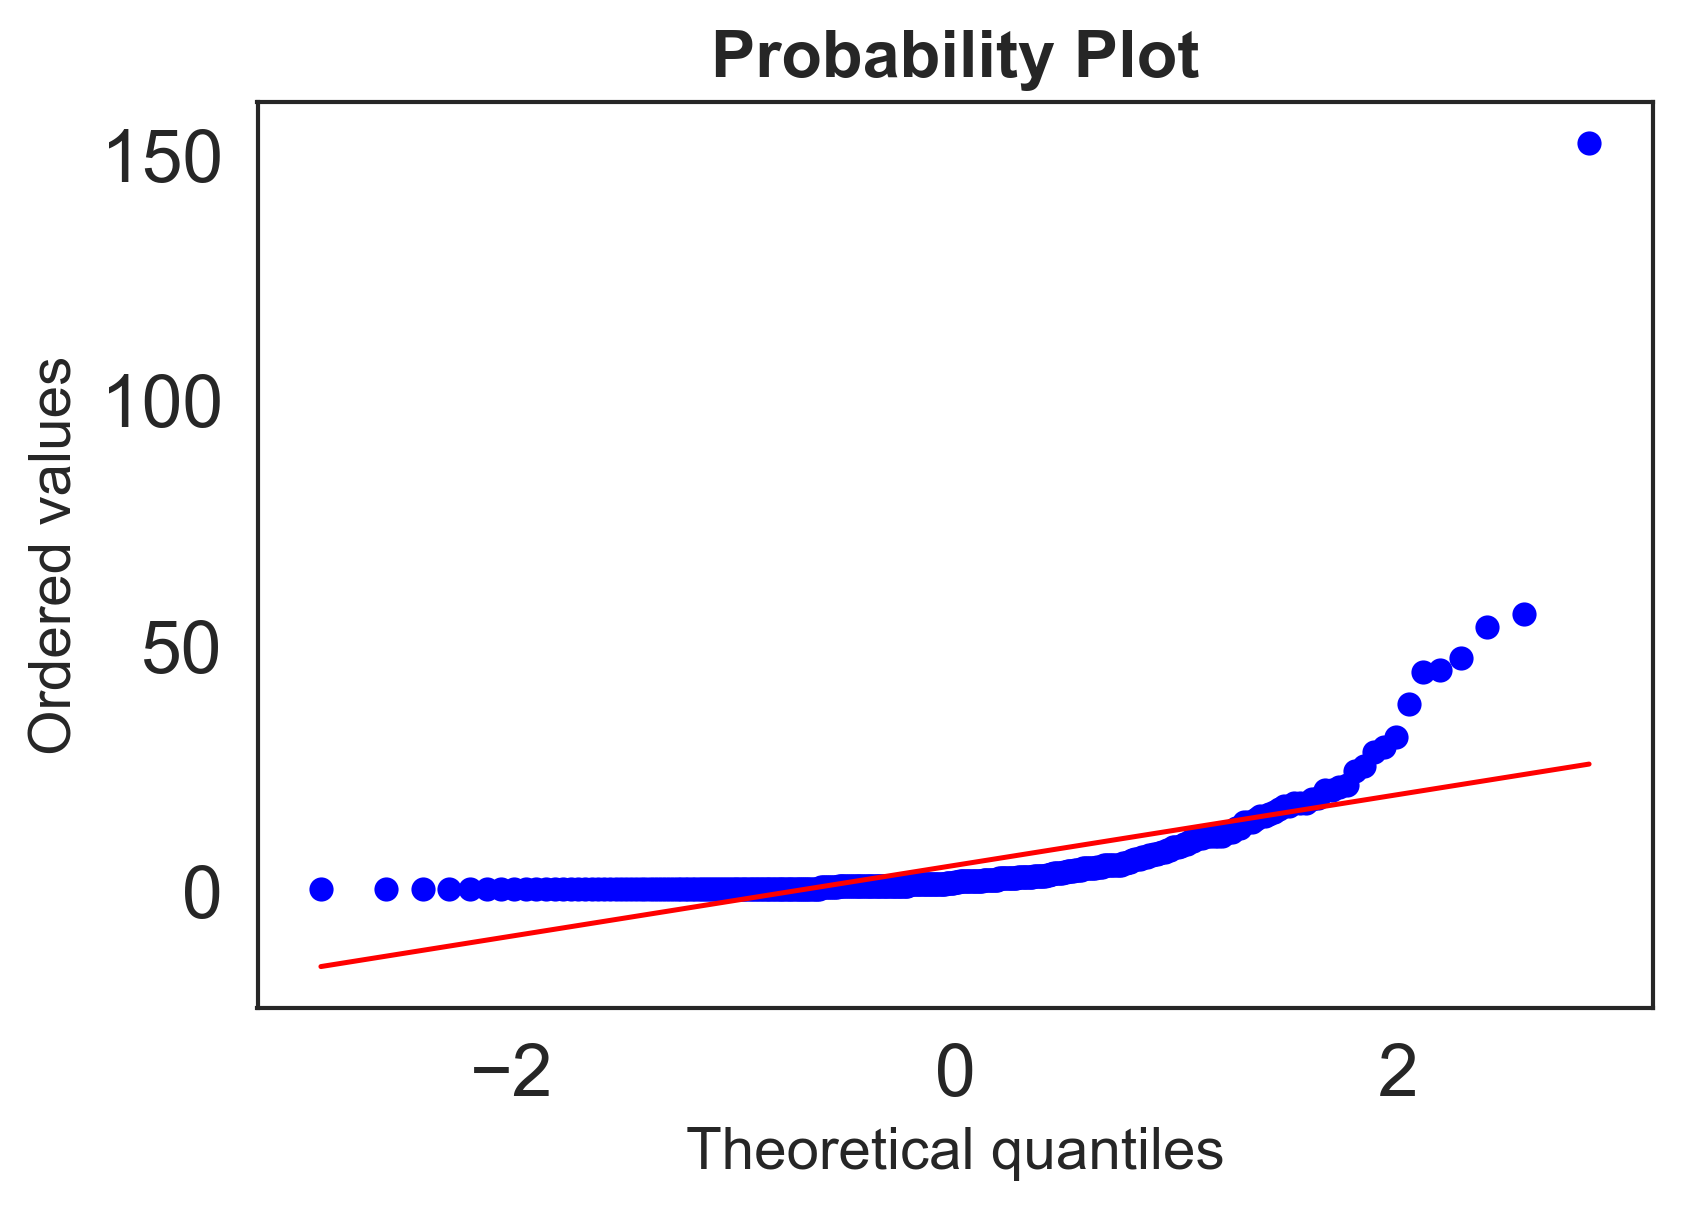 Probability Plot
150
100
50
0
Ordered values
−2 0 2
Theoretical quantiles